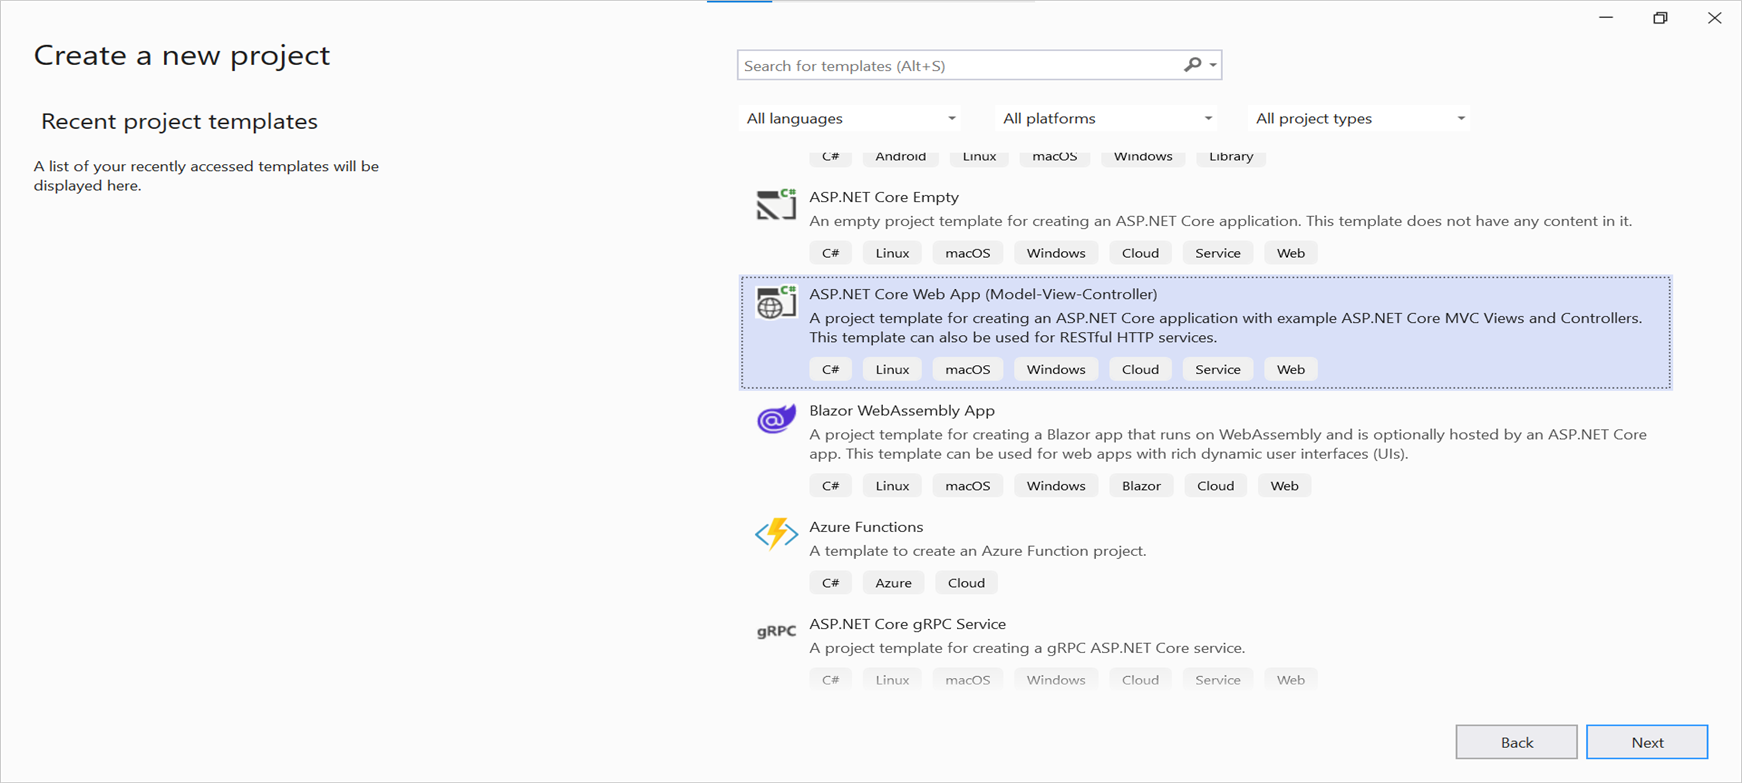 Create a new project
Recent project templates
A list of your recently accessed templates will be
displayed here.
Search for templates (Alt+S)
All languages All platforms All project types
C# Android Linux macOS Windows Library
C#
ASP.NET Core Empty
An empty project template for creating an ASP.NET Core application. This template does not have any content in it.
C# Linux macOS Windows Cloud Service Web
C#
ASP.NET Core Web App (Model-View-Controller)
A project template for creating an ASP.NET Core application with example ASP.NET Core MVC Views and Controllers.
This template can also be used for RESTful HTTP services.
C# Linux macOS Windows Cloud Service Web
Blazor WebAssembly App
A project template for creating a Blazor app that runs on WebAssembly and is optionally hosted by an ASP.NET Core
app. This template can be used for web apps with rich dynamic user interfaces (UIs).
C# Linux macOS Windows Blazor Cloud Web
Azure Functions
A template to create an Azure Function project.
C# Azure Cloud
gRPC
ASP.NET Core gRPC Service
A project template for creating a gRPC ASP.NET Core service.
C# Linux macOS Windows Cloud Service Web
Back Next